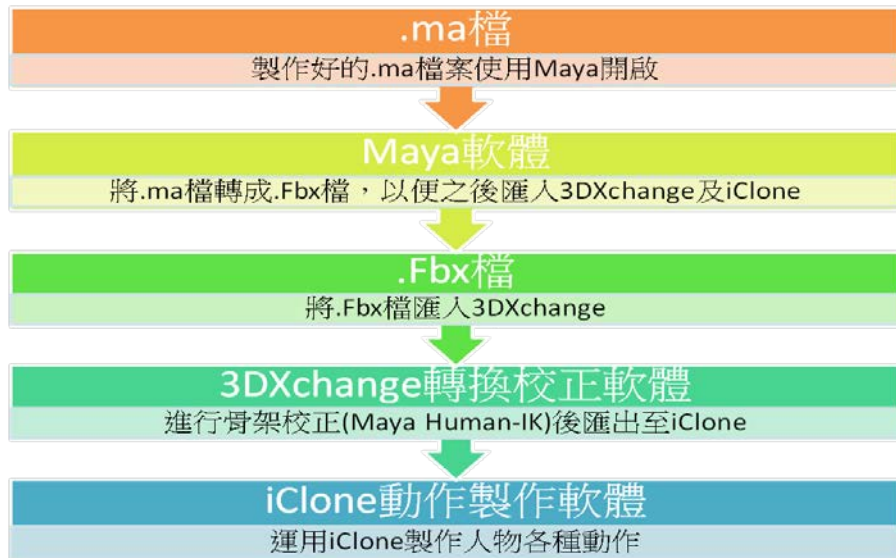 .ma檔
製作好的.ma檔案使用Maya開啟
Maya軟體
將.ma檔轉成.Fbx檔，以便之後匯入3DXchange及iClone
.Fbx檔
將.Fbx檔匯入3DXchange
3DXchange轉換校正軟體
進行骨架校正(Maya Human-IK)後匯出至iClone
iClone動作製作軟體
運用iClone製作人物各種動作